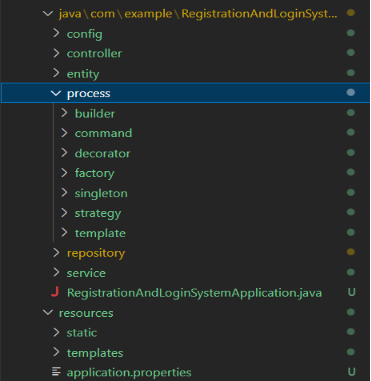 java\com\example\RegistrationAndLoginSyst...
config
controller
entity
process
builder
command
decorator
factory
singleton
strategy
template
repository
service
J RegistrationAndLoginSystemApplication.java U
resources
static
templates
application.properties U